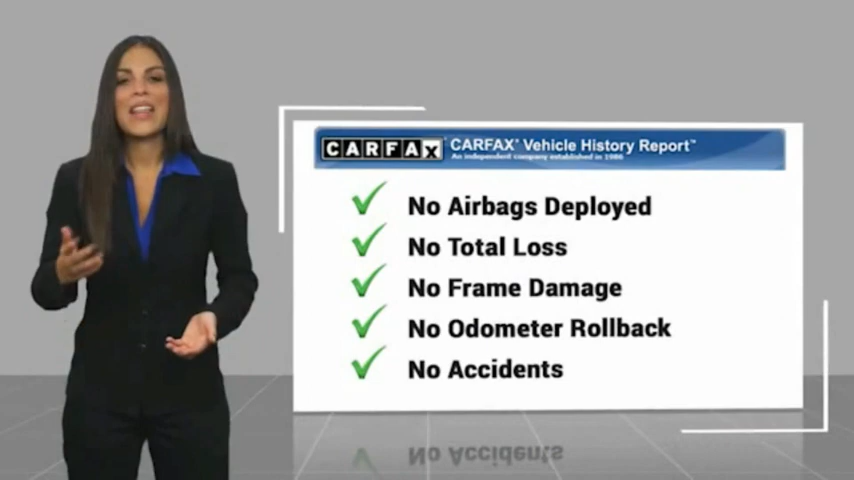 CARFAX CARFAX® Vehicle History Report™
An independent company established in 1986
No Airbags Deployed
No Total Loss
No Frame Damage
No Odometer Rollback
No Accidents
No Accidents